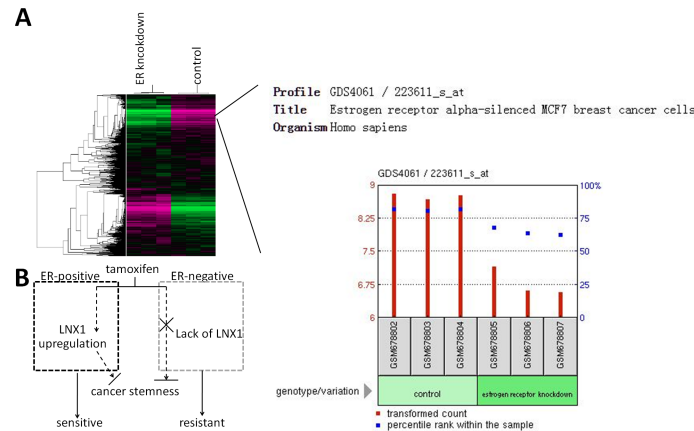 A
ER kncokdown
control
Profile GDS4061 / 223611_s_at
Title Estrogen receptor alpha-silenced MCF7 breast cancer cells
Organism Homo sapiens
GDS4061 / 223611_s_at
9 100%
8.25 75
7.5 50
6.75 25
6 0
GSM678802 GSM678803 GSM678804 GSM678805 GSM678806 GSM678807
genotype/variation control estrogen receptor knockdown
transformed count
percentile rank within the sample
B
ER-positive tamoxifen ER-negative
LNX1
upregulation
Lack of LNX1
cancer stemness
sensitive resistant